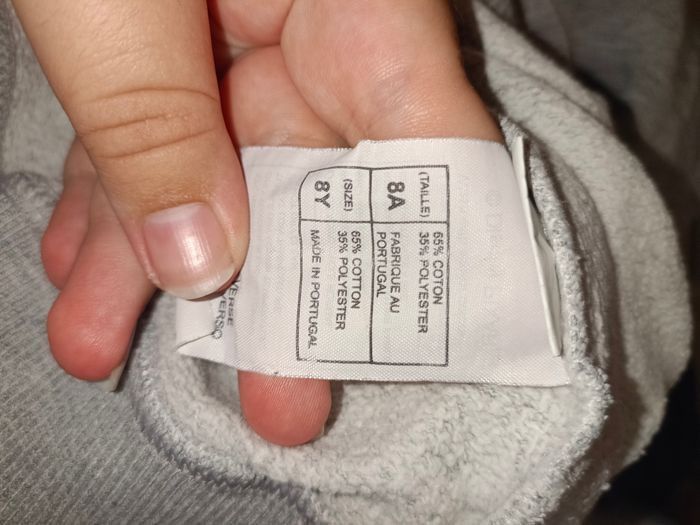 (TAILLE)
8A
65% COTON
35% POLYESTER
FABRIQUE AU
PORTUGAL
(SIZE)
8Y
65% COTTON
35% POLYESTER
MADE IN PORTUGAL